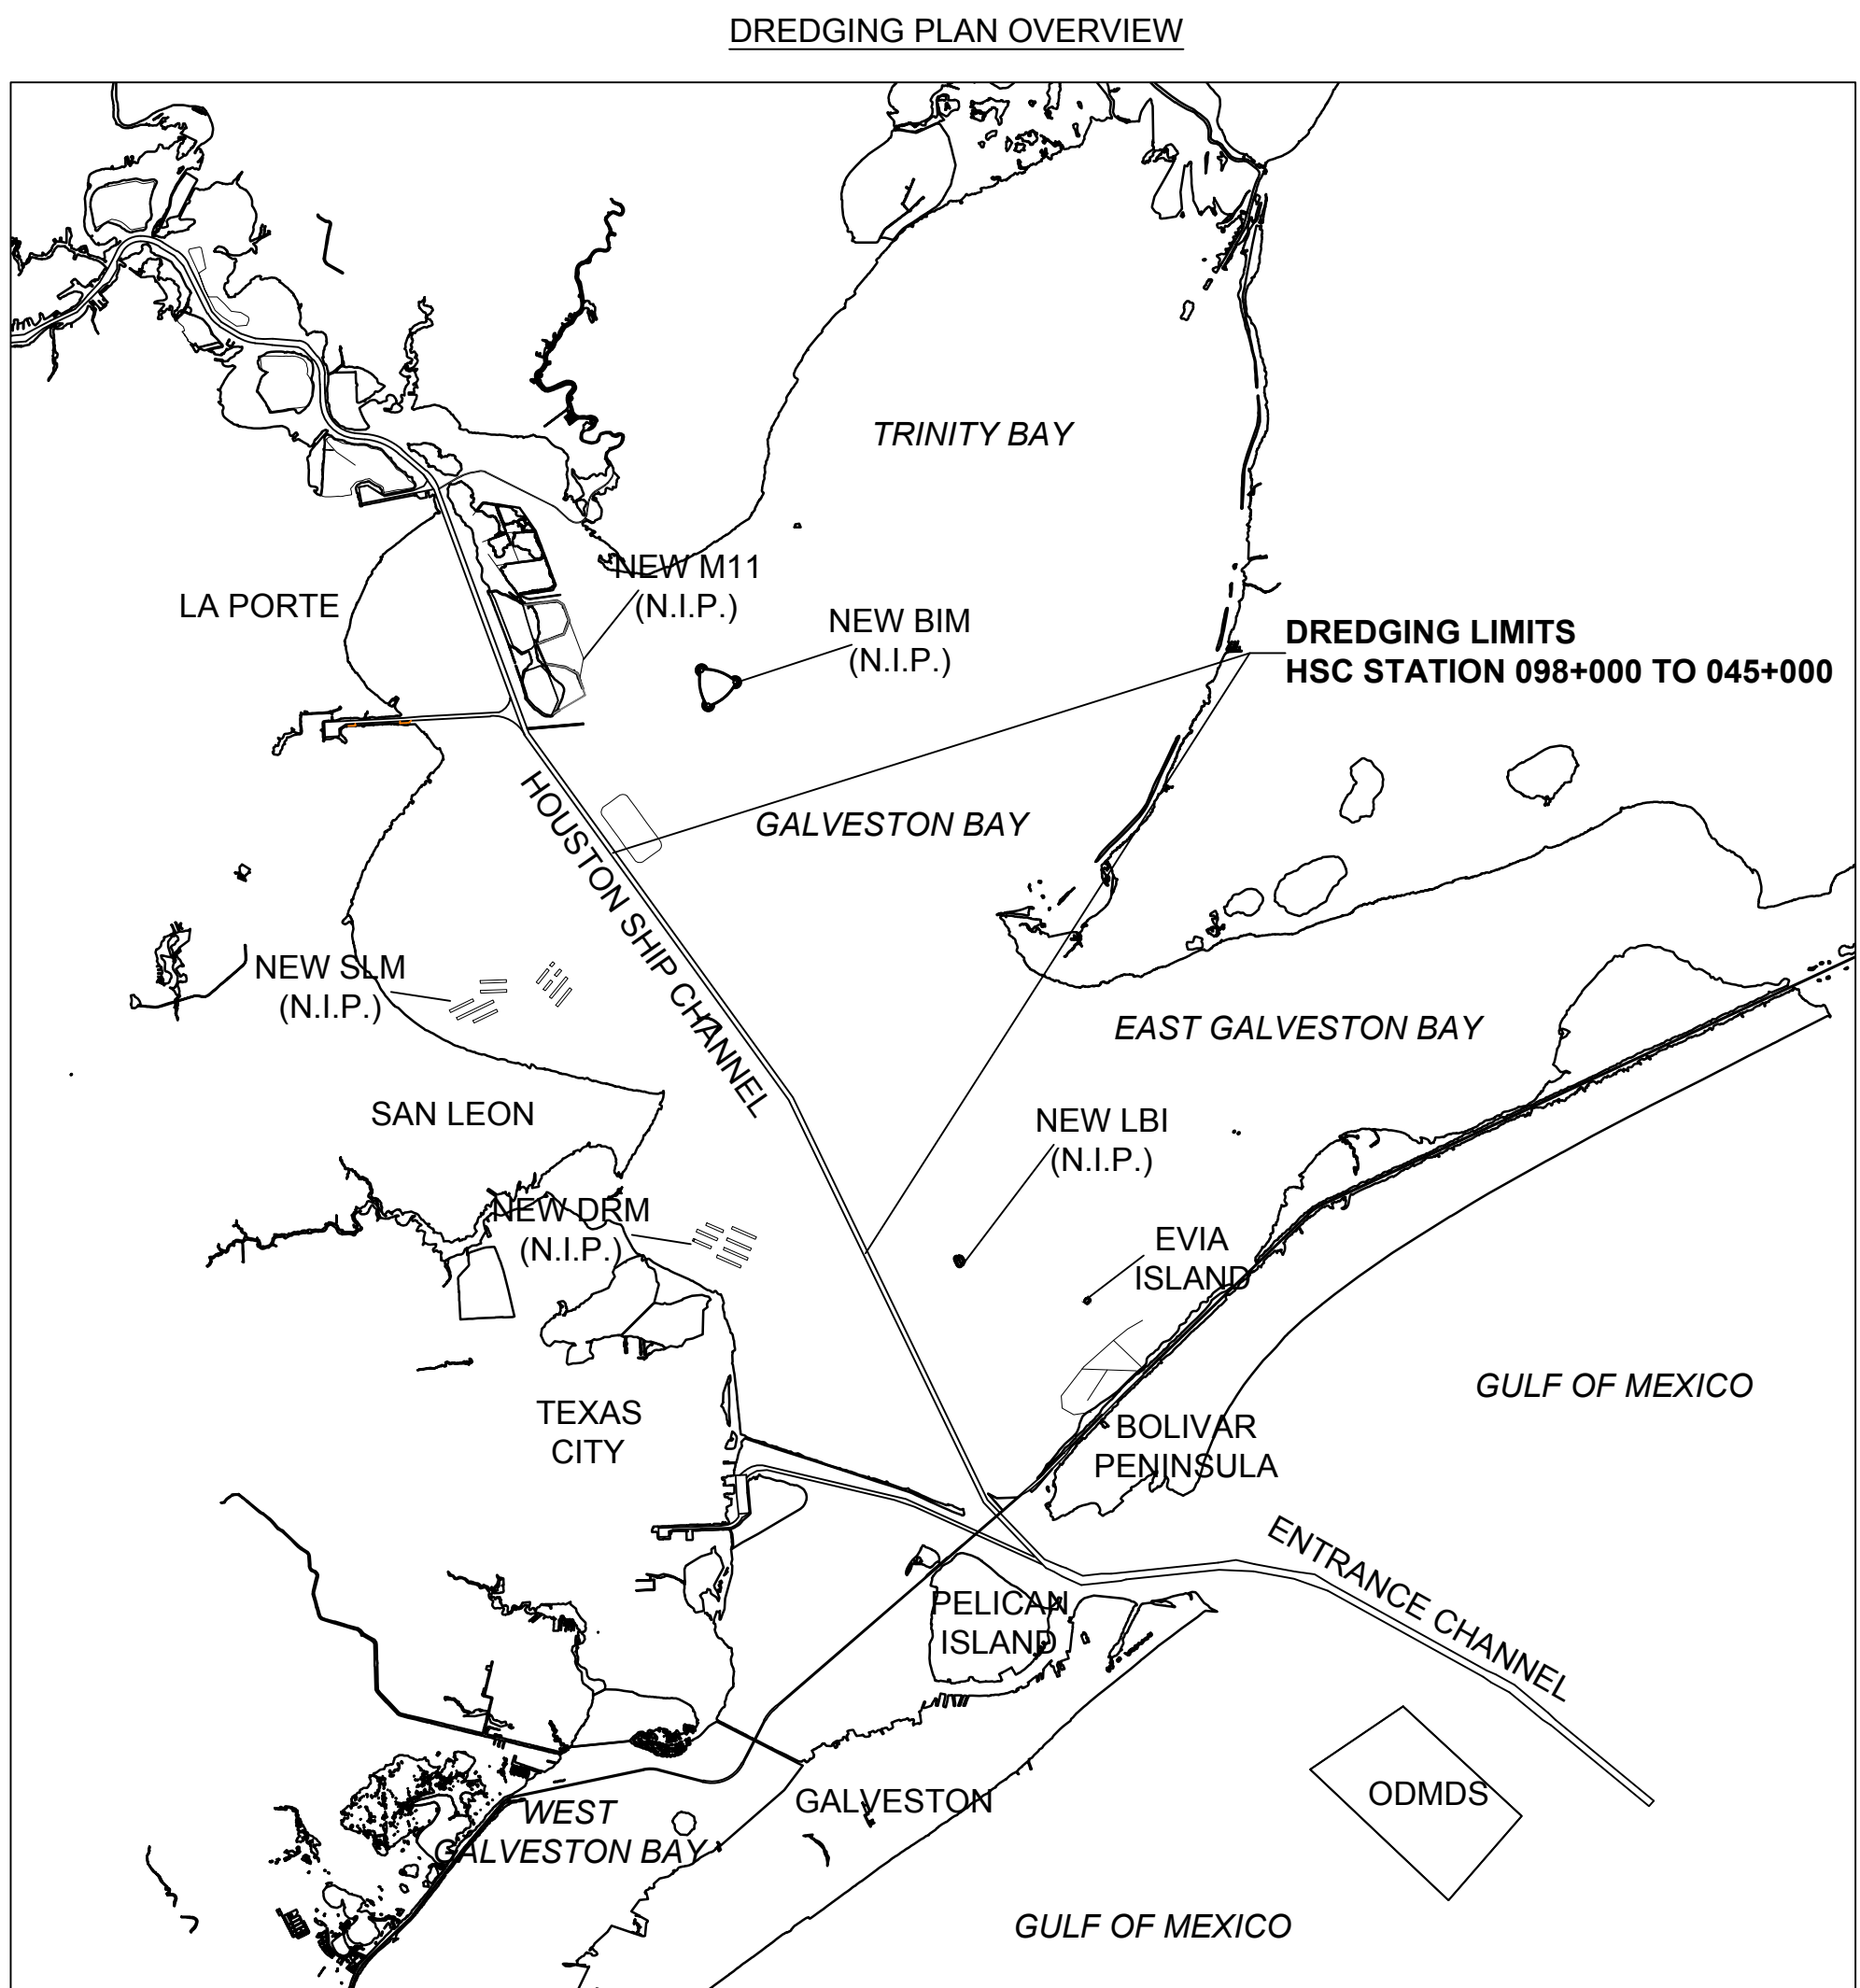 DREDGING PLAN OVERVIEW
TRINITY BAY
NEW M11
(N.I.P.)
LA PORTE
NEW BIM
(N.I.P.)
DREDGING LIMITS
HSC STATION 098+000 TO 045+000
HOUSTON SHIP CHANNEL
GALVESTON BAY
NEW SLM
(N.I.P.)
EAST GALVESTON BAY
SAN LEON
NEW LBI
(N.I.P.)
NEW DRM
(N.I.P.)
EVIA
ISLAND
GULF OF MEXICO
TEXAS
CITY
BOLIVAR
PENINSULA
ENTRANCE CHANNEL
PELICAN
ISLAND
ODMDS
GALVESTON
WEST
GALVESTON BAY
GULF OF MEXICO